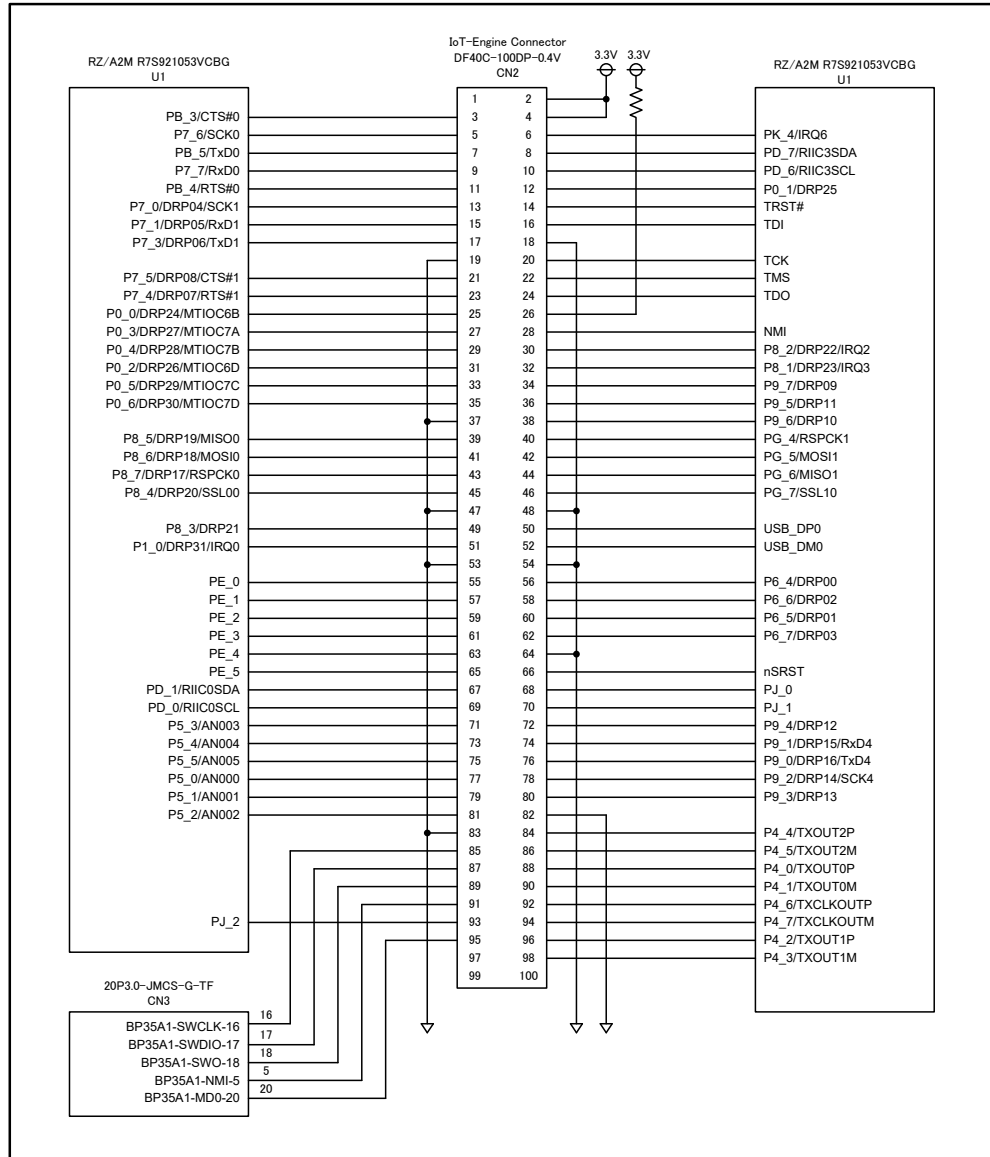 IoT-Engine Connector
DF40C-100DP-0.4V
CN2
3.3V 3.3V
RZ/A2M R7S921053VCBG
U1
RZ/A2M R7S921053VCBG
U1
1 2
PB_3/CTS#0 3 4
P7_6/SCK0 5 6 PK_4/IRQ6
PB_5/TxD0 7 8 PD_7/RIIC3SDA
P7_7/RxD0 9 10 PD_6/RIIC3SCL
PB_4/RTS#0 11 12 P0_1/DRP25
P7_0/DRP04/SCK1 13 14 TRST#
P7_1/DRP05/RxD1 15 16 TDI
P7_3/DRP06/TxD1 17 18
19 20 TCK
P7_5/DRP08/CTS#1 21 22 TMS
P7_4/DRP07/RTS#1 23 24 TDO
P0_0/DRP24/MTIOC6B 25 26
P0_3/DRP27/MTIOC7A 27 28 NMI
P0_4/DRP28/MTIOC7B 29 30 P8_2/DRP22/IRQ2
P0_2/DRP26/MTIOC6D 31 32 P8_1/DRP23/IRQ3
P0_5/DRP29/MTIOC7C 33 34 P9_7/DRP09
P0_6/DRP30/MTIOC7D 35 36 P9_5/DRP11
37 38 P9_6/DRP10
P8_5/DRP19/MISO0 39 40 PG_4/RSPCK1
P8_6/DRP18/MOSI0 41 42 PG_5/MOSI1
P8_7/DRP17/RSPCK0 43 44 PG_6/MISO1
P8_4/DRP20/SSL00 45 46 PG_7/SSL10
47 48
P8_3/DRP21 49 50 USB_DP0
P1_0/DRP31/IRQ0 51 52 USB_DM0
53 54
PE_0 55 56 P6_4/DRP00
PE_1 57 58 P6_6/DRP02
PE_2 59 60 P6_5/DRP01
PE_3 61 62 P6_7/DRP03
PE_4 63 64
PE_5 65 66 nSRST
PD_1/RIIC0SDA 67 68 PJ_0
PD_0/RIIC0SCL 69 70 PJ_1
P5_3/AN003 71 72 P9_4/DRP12
P5_4/AN004 73 74 P9_1/DRP15/RxD4
P5_5/AN005 75 76 P9_0/DRP16/TxD4
P5_0/AN000 77 78 P9_2/DRP14/SCK4
P5_1/AN001 79 80 P9_3/DRP13
P5_2/AN002 81 82
83 84 P4_4/TXOUT2P
85 86 P4_5/TXOUT2M
87 88 P4_0/TXOUT0P
89 90 P4_1/TXOUT0M
91 92 P4_6/TXCLKOUTP
PJ_2 93 94 P4_7/TXCLKOUTM
95 96 P4_2/TXOUT1P
97 98 P4_3/TXOUT1M
99 100
20P3.0-JMCS-G-TF
CN3
BP35A1-SWCLK-16 16
BP35A1-SWDIO-17 17
BP35A1-SWO-18 18
BP35A1-NMI-5 5
BP35A1-MD0-20 20